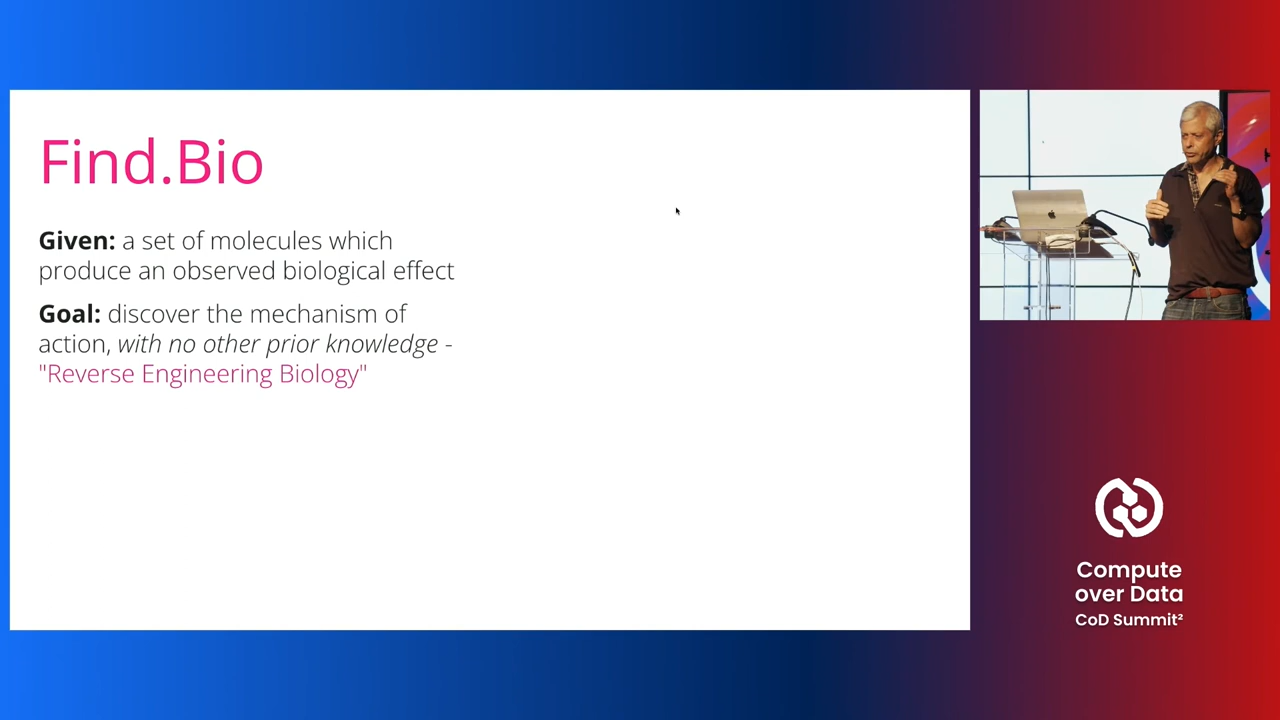 Find.Bio
Given: a set of molecules which
produce an observed biological effect
Goal: discover the mechanism of
action, with no other prior knowledge -
"Reverse Engineering Biology"
Compute
over Data
CoD Summit²